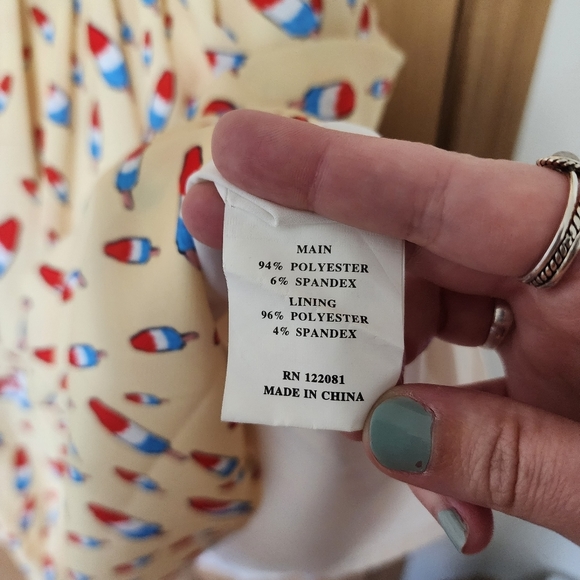 MAIN
94% POLYESTER
6% SPANDEX
LINING
96% POLYESTER
4% SPANDEX
RN 122081
MADE IN CHINA